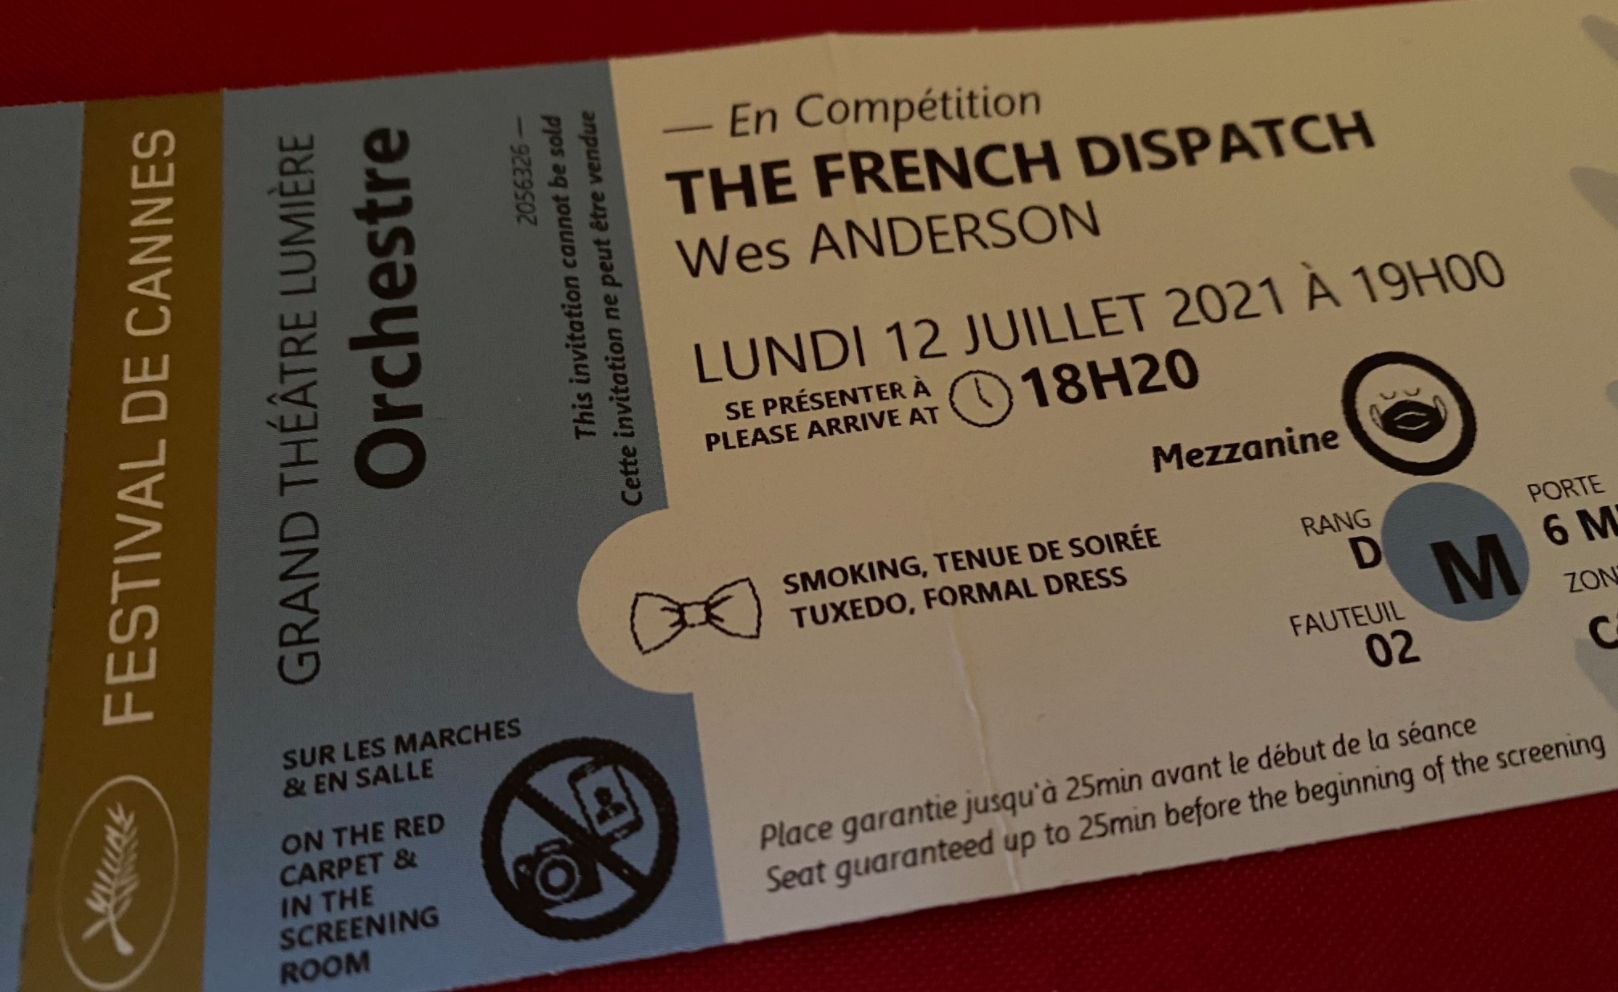 FESTIVAL DE CANNES
GRAND THÉÂTRE LUMIÈRE
Orchestre
2056326 —
This invitation cannot be sold
Cette invitation ne peut être vendue
SUR LES MARCHES
& EN SALLE
ON THE RED
CARPET &
IN THE
SCREENING
ROOM
— En Compétition
THE FRENCH DISPATCH
Wes ANDERSON
LUNDI 12 JUILLET 2021 À 19H00
SE PRÉSENTER À
PLEASE ARRIVE AT
18H20
Mezzanine
SMOKING, TENUE DE SOIRÉE
TUXEDO, FORMAL DRESS
RANG
D
M
PORTE
6
FAUTEUIL
02
Place garantie jusqu'à 25min avant le début de la séance
Seat guaranteed up to 25min before the beginning of the screening